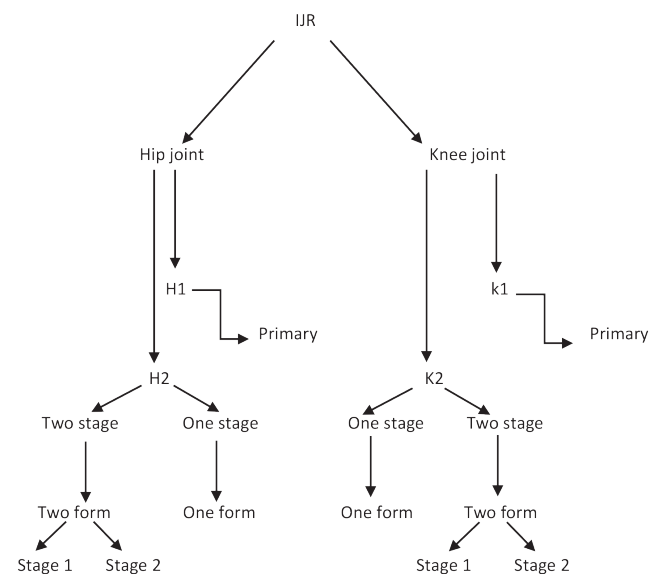 IJR
Hip joint
Knee joint
H1
k1
Primary
Primary
H2
K2
Two stage
One stage
One stage
Two stage
Two form
One form
One form
Two form
Stage 1
Stage 2
Stage 1
Stage 2